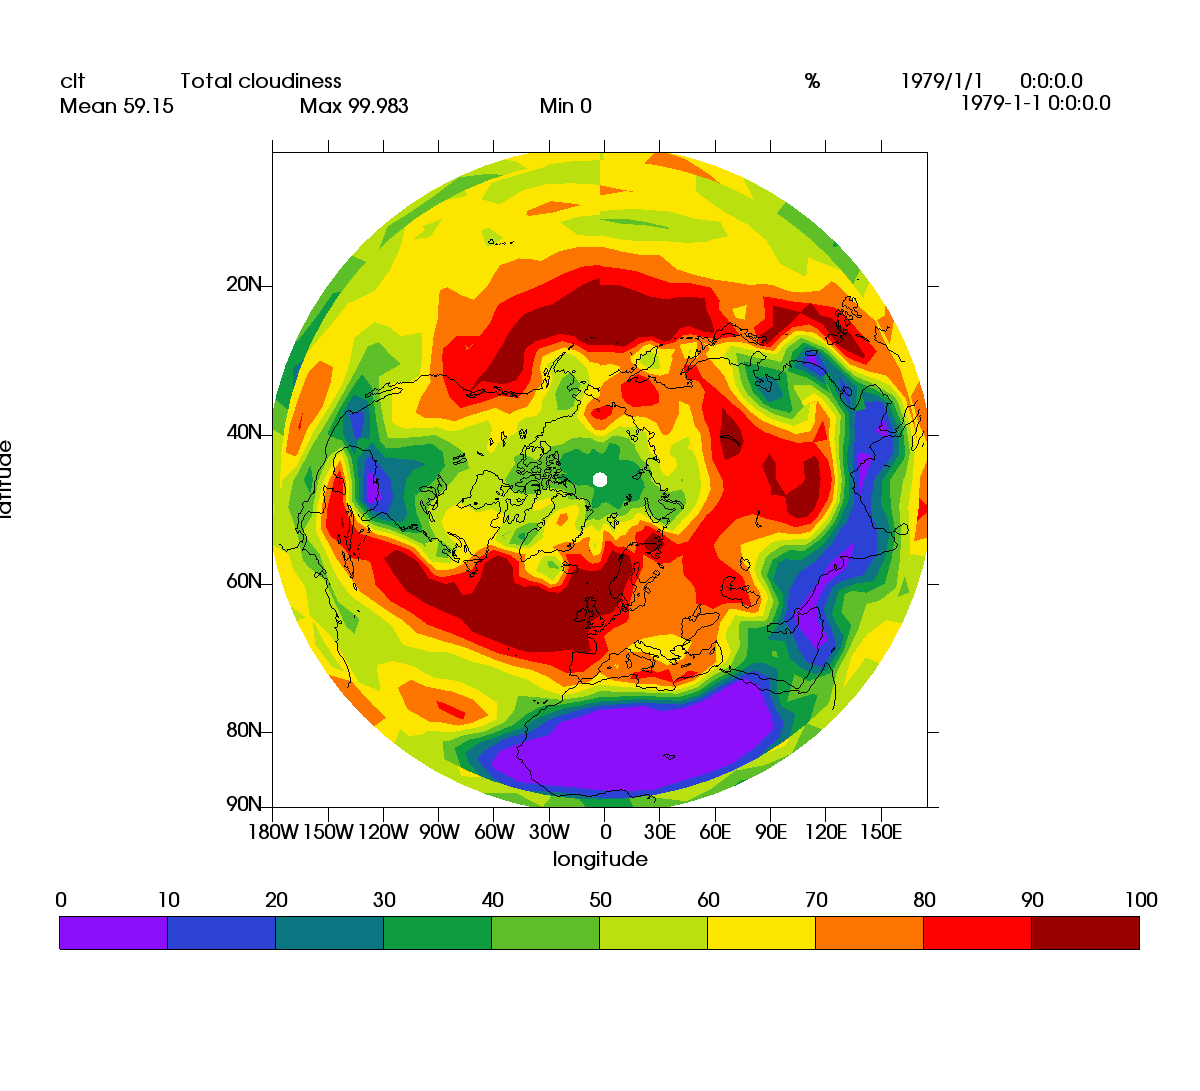 clt Total cloudiness % 1979/1/1 0:0:0.0
Mean 59.15 Max 99.983 Min 0 1979-1-1 0:0:0.0
20N
40N
latitude
60N
80N
90N
180W 150W 120W 90W 60W 30W 0 30E 60E 90E 120E 150E
longitude
0 10 20 30 40 50 60 70 80 90 100